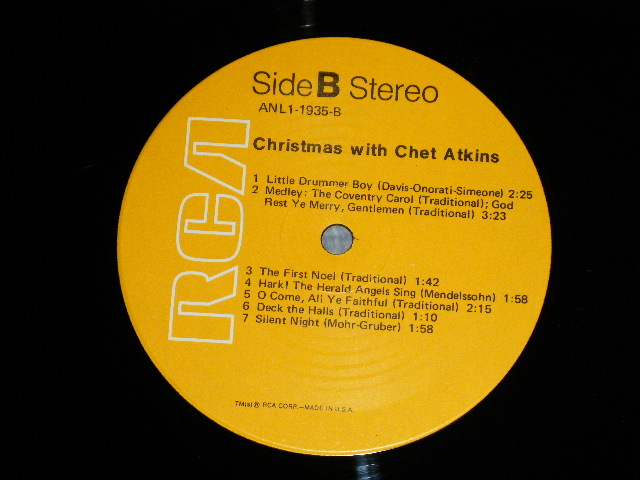 Side B Stereo
ANL1-1935-B
Christmas with Chet Atkins
1 Little Drummer Boy (Davis-Onorati-Simeone) 2:25
2 Medley: The Coventry Carol (Traditional); God
Rest Ye Merry, Gentlemen (Traditional) 3:23
RCA
3 The First Noel (Traditional) 1:42
4 Hark! The Herald Angels Sing (Mendelssohn) 1:58
5 O Come, All Ye Faithful (Traditional) 2:15
6 Deck the Halls (Traditional) 1:10
7 Silent Night (Mohr-Gruber) 1:58
TM(s) ® RCA CORP.—MADE IN U.S.A.